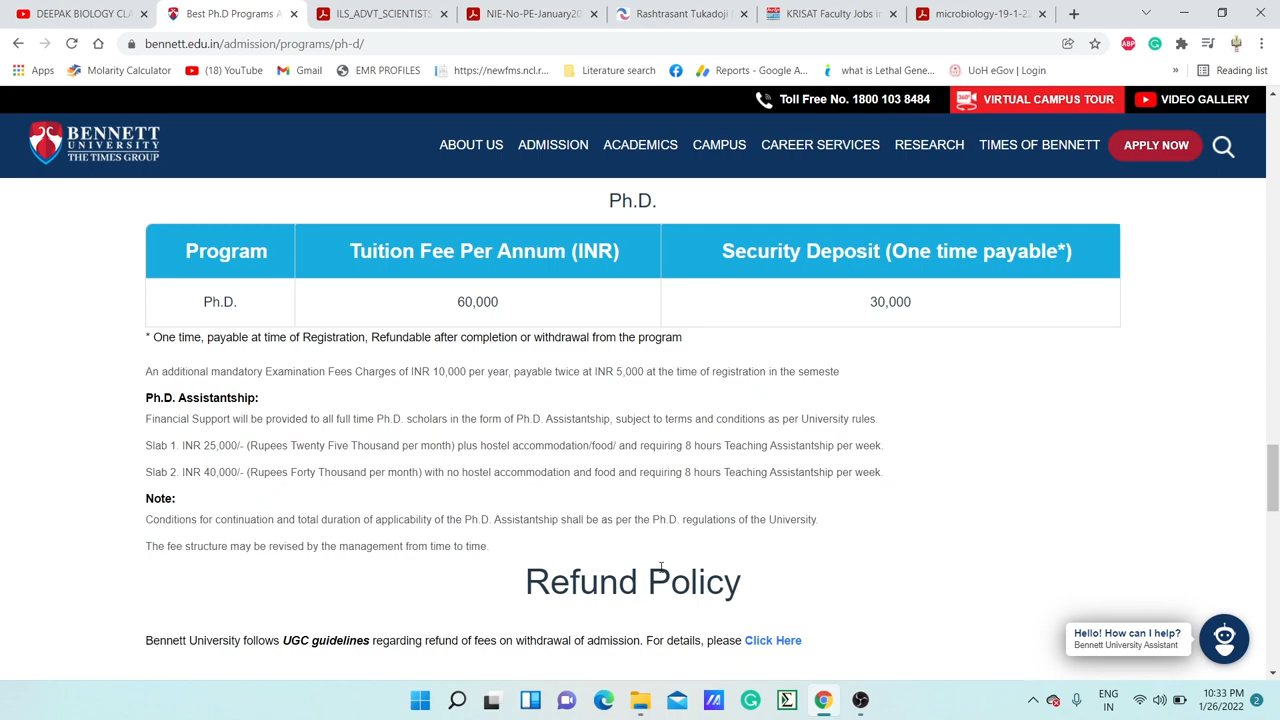 DEEPAK BIOLOGY CLA
Best Ph.D Programs A
ILS_ADVT_SCIENTISTS
NIE-No-PE-January20
Rashtrasant Tukadoji
KRISAT Faculty Jobs in
microbiology-19-1-22
bennett.edu.in/admission/programs/ph-d/
Apps
Molarity Calculator
(18) YouTube
Gmail
EMR PROFILES
https://newfms.ncl.r...
Literature search
Reports - Google A...
what is Lethal Gene...
UoH eGov | Login
»
Reading list
Toll Free No. 1800 103 8484
VIRTUAL CAMPUS TOUR
VIDEO GALLERY
BENNETT
UNIVERSITY
THE TIMES GROUP
ABOUT US ADMISSION ACADEMICS CAMPUS CAREER SERVICES RESEARCH TIMES OF BENNETT APPLY NOW
Ph.D.
Program Tuition Fee Per Annum (INR) Security Deposit (One time payable*)
Ph.D. 60,000 30,000
* One time, payable at time of Registration, Refundable after completion or withdrawal from the program
An additional mandatory Examination Fees Charges of INR 10,000 per year, payable twice at INR 5,000 at the time of registration in the semeste
Ph.D. Assistantship:
Financial Support will be provided to all full time Ph.D. scholars in the form of Ph.D. Assistantship, subject to terms and conditions as per University rules.
Slab 1. INR 25,000/- (Rupees Twenty Five Thousand per month) plus hostel accommodation/food/ and requiring 8 hours Teaching Assistantship per week.
Slab 2. INR 40,000/- (Rupees Forty Thousand per month) with no hostel accommodation and food and requiring 8 hours Teaching Assistantship per week.
Note:
Conditions for continuation and total duration of applicability of the Ph.D. Assistantship shall be as per the Ph.D. regulations of the University.
The fee structure may be revised by the management from time to time.
Refund Policy
Bennett University follows UGC guidelines regarding refund of fees on withdrawal of admission. For details, please Click Here
Hello! How can I help?
Bennett University Assistant
ENG
IN
10:33 PM
1/26/2022
2